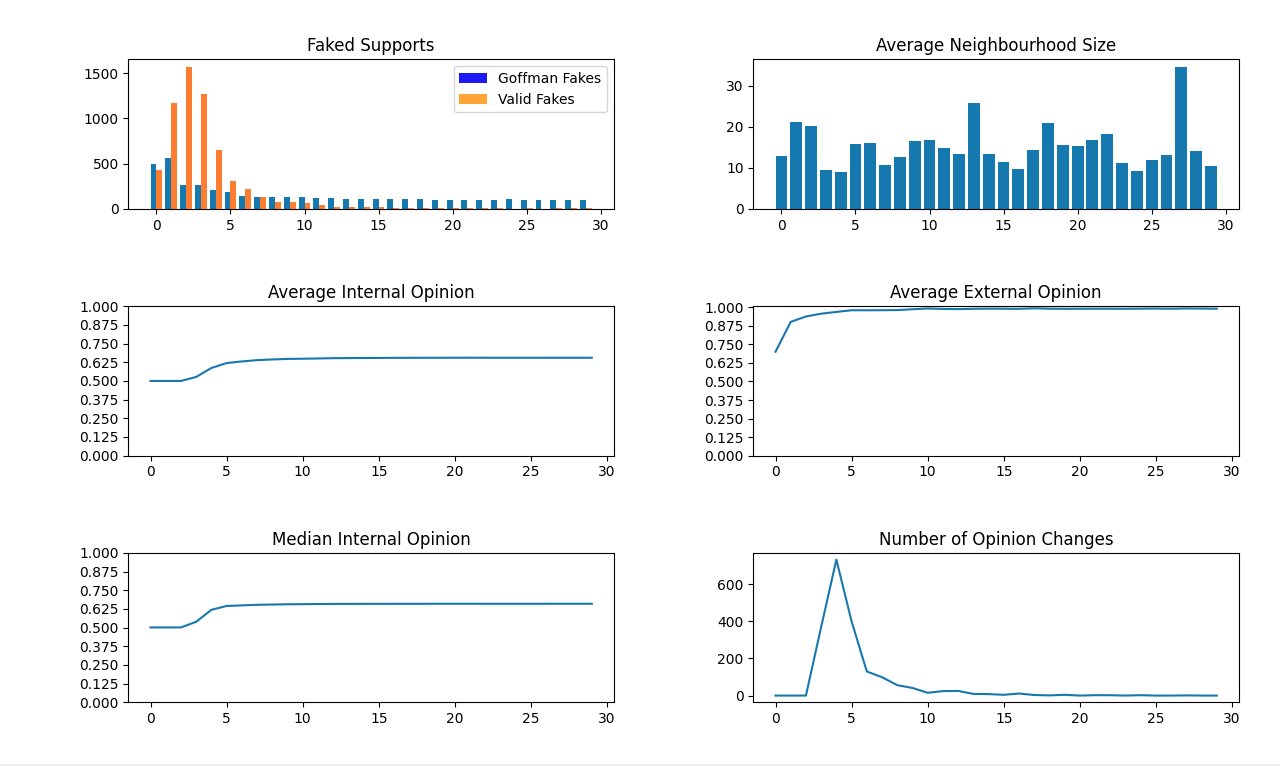 Faked Supports
1500
1000
500
0
Goffman Fakes
Valid Fakes
0 5 10 15 20 25 30
Average Neighbourhood Size
30
20
10
0
0 5 10 15 20 25 30
Average Internal Opinion
1.000
0.875
0.750
0.625
0.500
0.375
0.250
0.125
0.000
0 5 10 15 20 25 30
Average External Opinion
1.000
0.875
0.750
0.625
0.500
0.375
0.250
0.125
0.000
0 5 10 15 20 25 30
Median Internal Opinion
1.000
0.875
0.750
0.625
0.500
0.375
0.250
0.125
0.000
0 5 10 15 20 25 30
Number of Opinion Changes
600
400
200
0
0 5 10 15 20 25 30